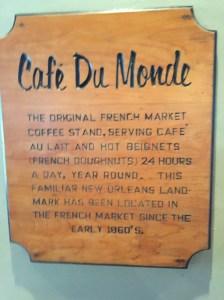 Café Du Monde
THE ORIGINAL FRENCH MARKET
COFFEE STAND, SERVING CAFÉ
AU LAIT AND HOT BEIGNETS
(FRENCH DOUGHNUTS) 24 HOURS
A DAY, YEAR ROUND. THIS
FAMILIAR NEW ORLEANS LAND-
MARK HAS BEEN LOCATED IN
THE FRENCH MARKET SINCE THE
EARLY 1860'S.